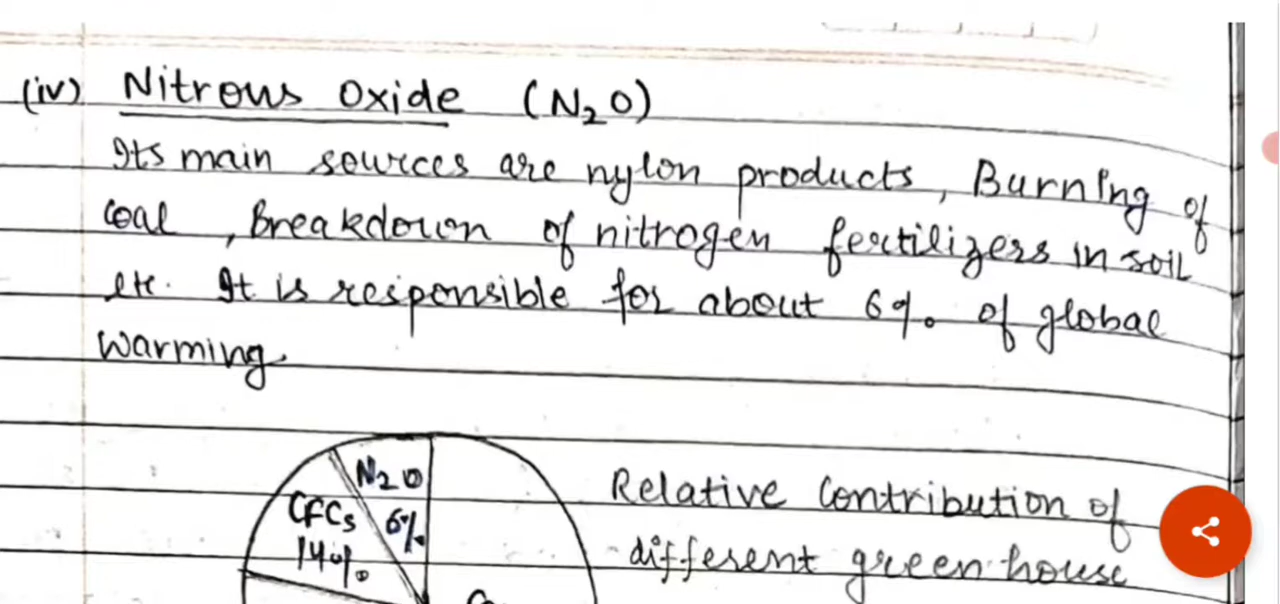 (iv) Nitrous Oxide (N₂O)
Its main sources are nylon products, Burning of
coal, Breakdown of nitrogen fertilizers in soil
etc. It is responsible for about 6% of global
warming.
N₂O
6%
CFCs
14%
Relative Contribution of
different green house